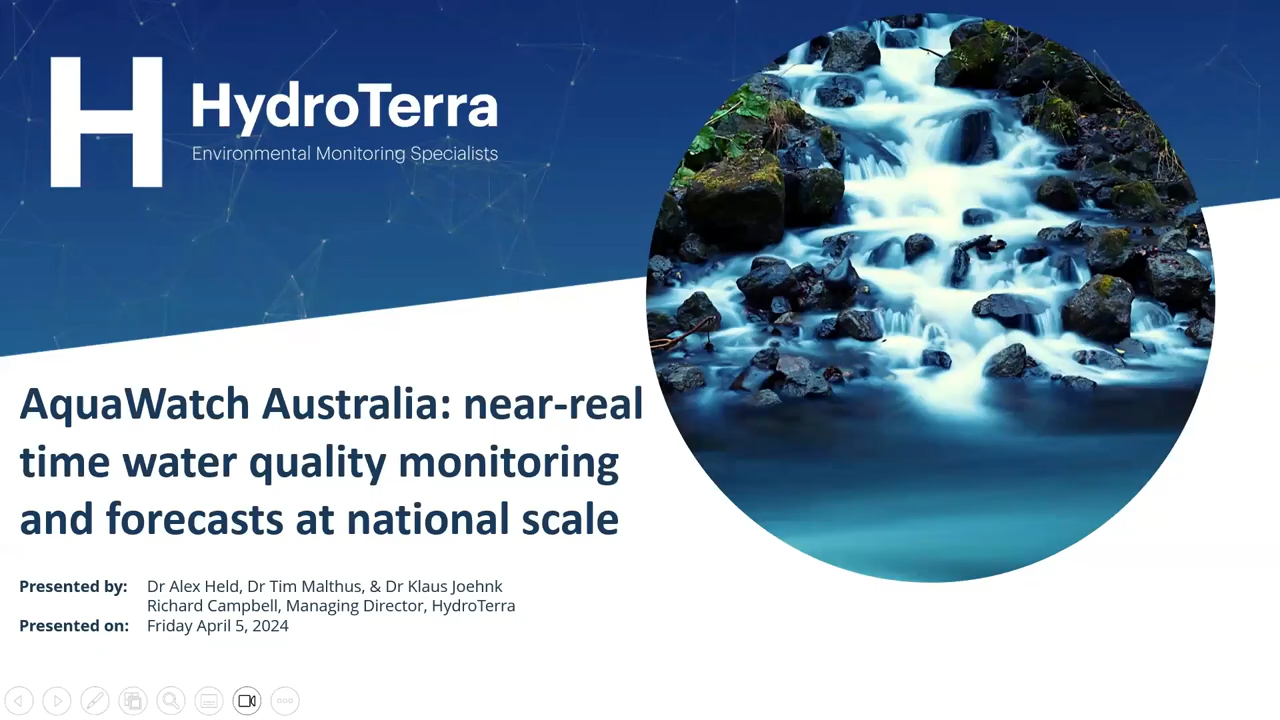 H
HydroTerra
Environmental Monitoring Specialists
AquaWatch Australia: near-real
time water quality monitoring
and forecasts at national scale
Presented by: Dr Alex Held, Dr Tim Malthus, & Dr Klaus Joehnk
Richard Campbell, Managing Director, HydroTerra
Presented on: Friday April 5, 2024